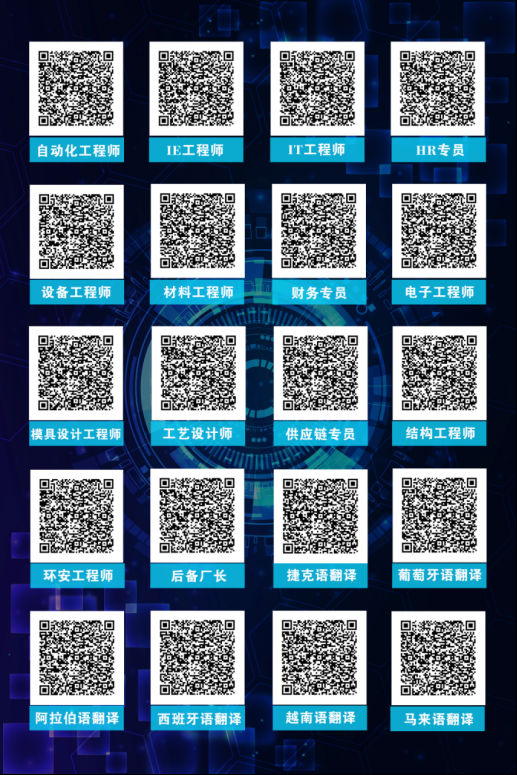 自动化工程师
IE工程师
IT工程师
HR专员
设备工程师
材料工程师
财务专员
电子工程师
模具设计工程师
工艺设计师
供应链专员
结构工程师
环安工程师
后备厂长
捷克语翻译
葡萄牙语翻译
阿拉伯语翻译
西班牙语翻译
越南语翻译
马来语翻译